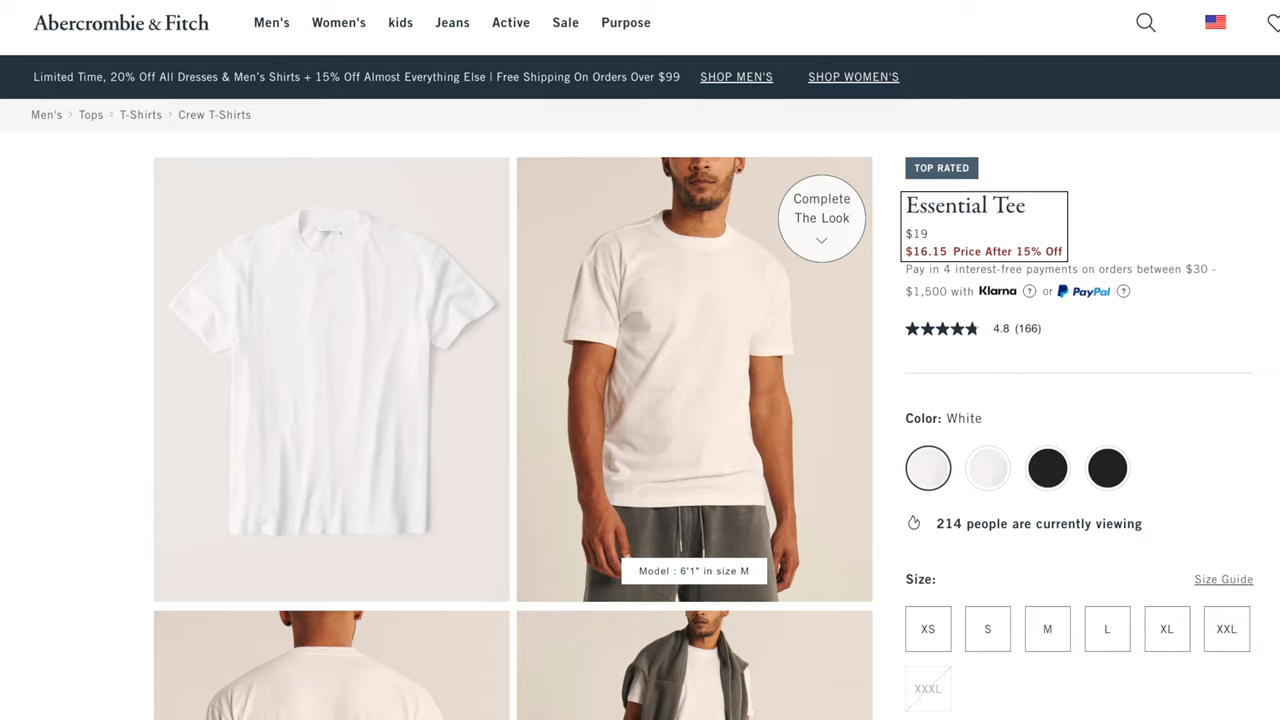 Abercrombie & Fitch
Men's Women's kids Jeans Active Sale Purpose
Limited Time, 20% Off All Dresses & Men's Shirts + 15% Off Almost Everything Else | Free Shipping On Orders Over $99 SHOP MEN'S SHOP WOMEN'S
Men's > Tops > T-Shirts > Crew T-Shirts
Complete
The Look
Model : 6'1" in size M
TOP RATED
Essential Tee
$19
$16.15 Price After 15% Off
Pay in 4 interest-free payments on orders between $30 -
$1,500 with Klarna ? or PayPal ?
4.8 (166)
Color: White
214 people are currently viewing
Size: Size Guide
XS S M L XL XXL
XXXL